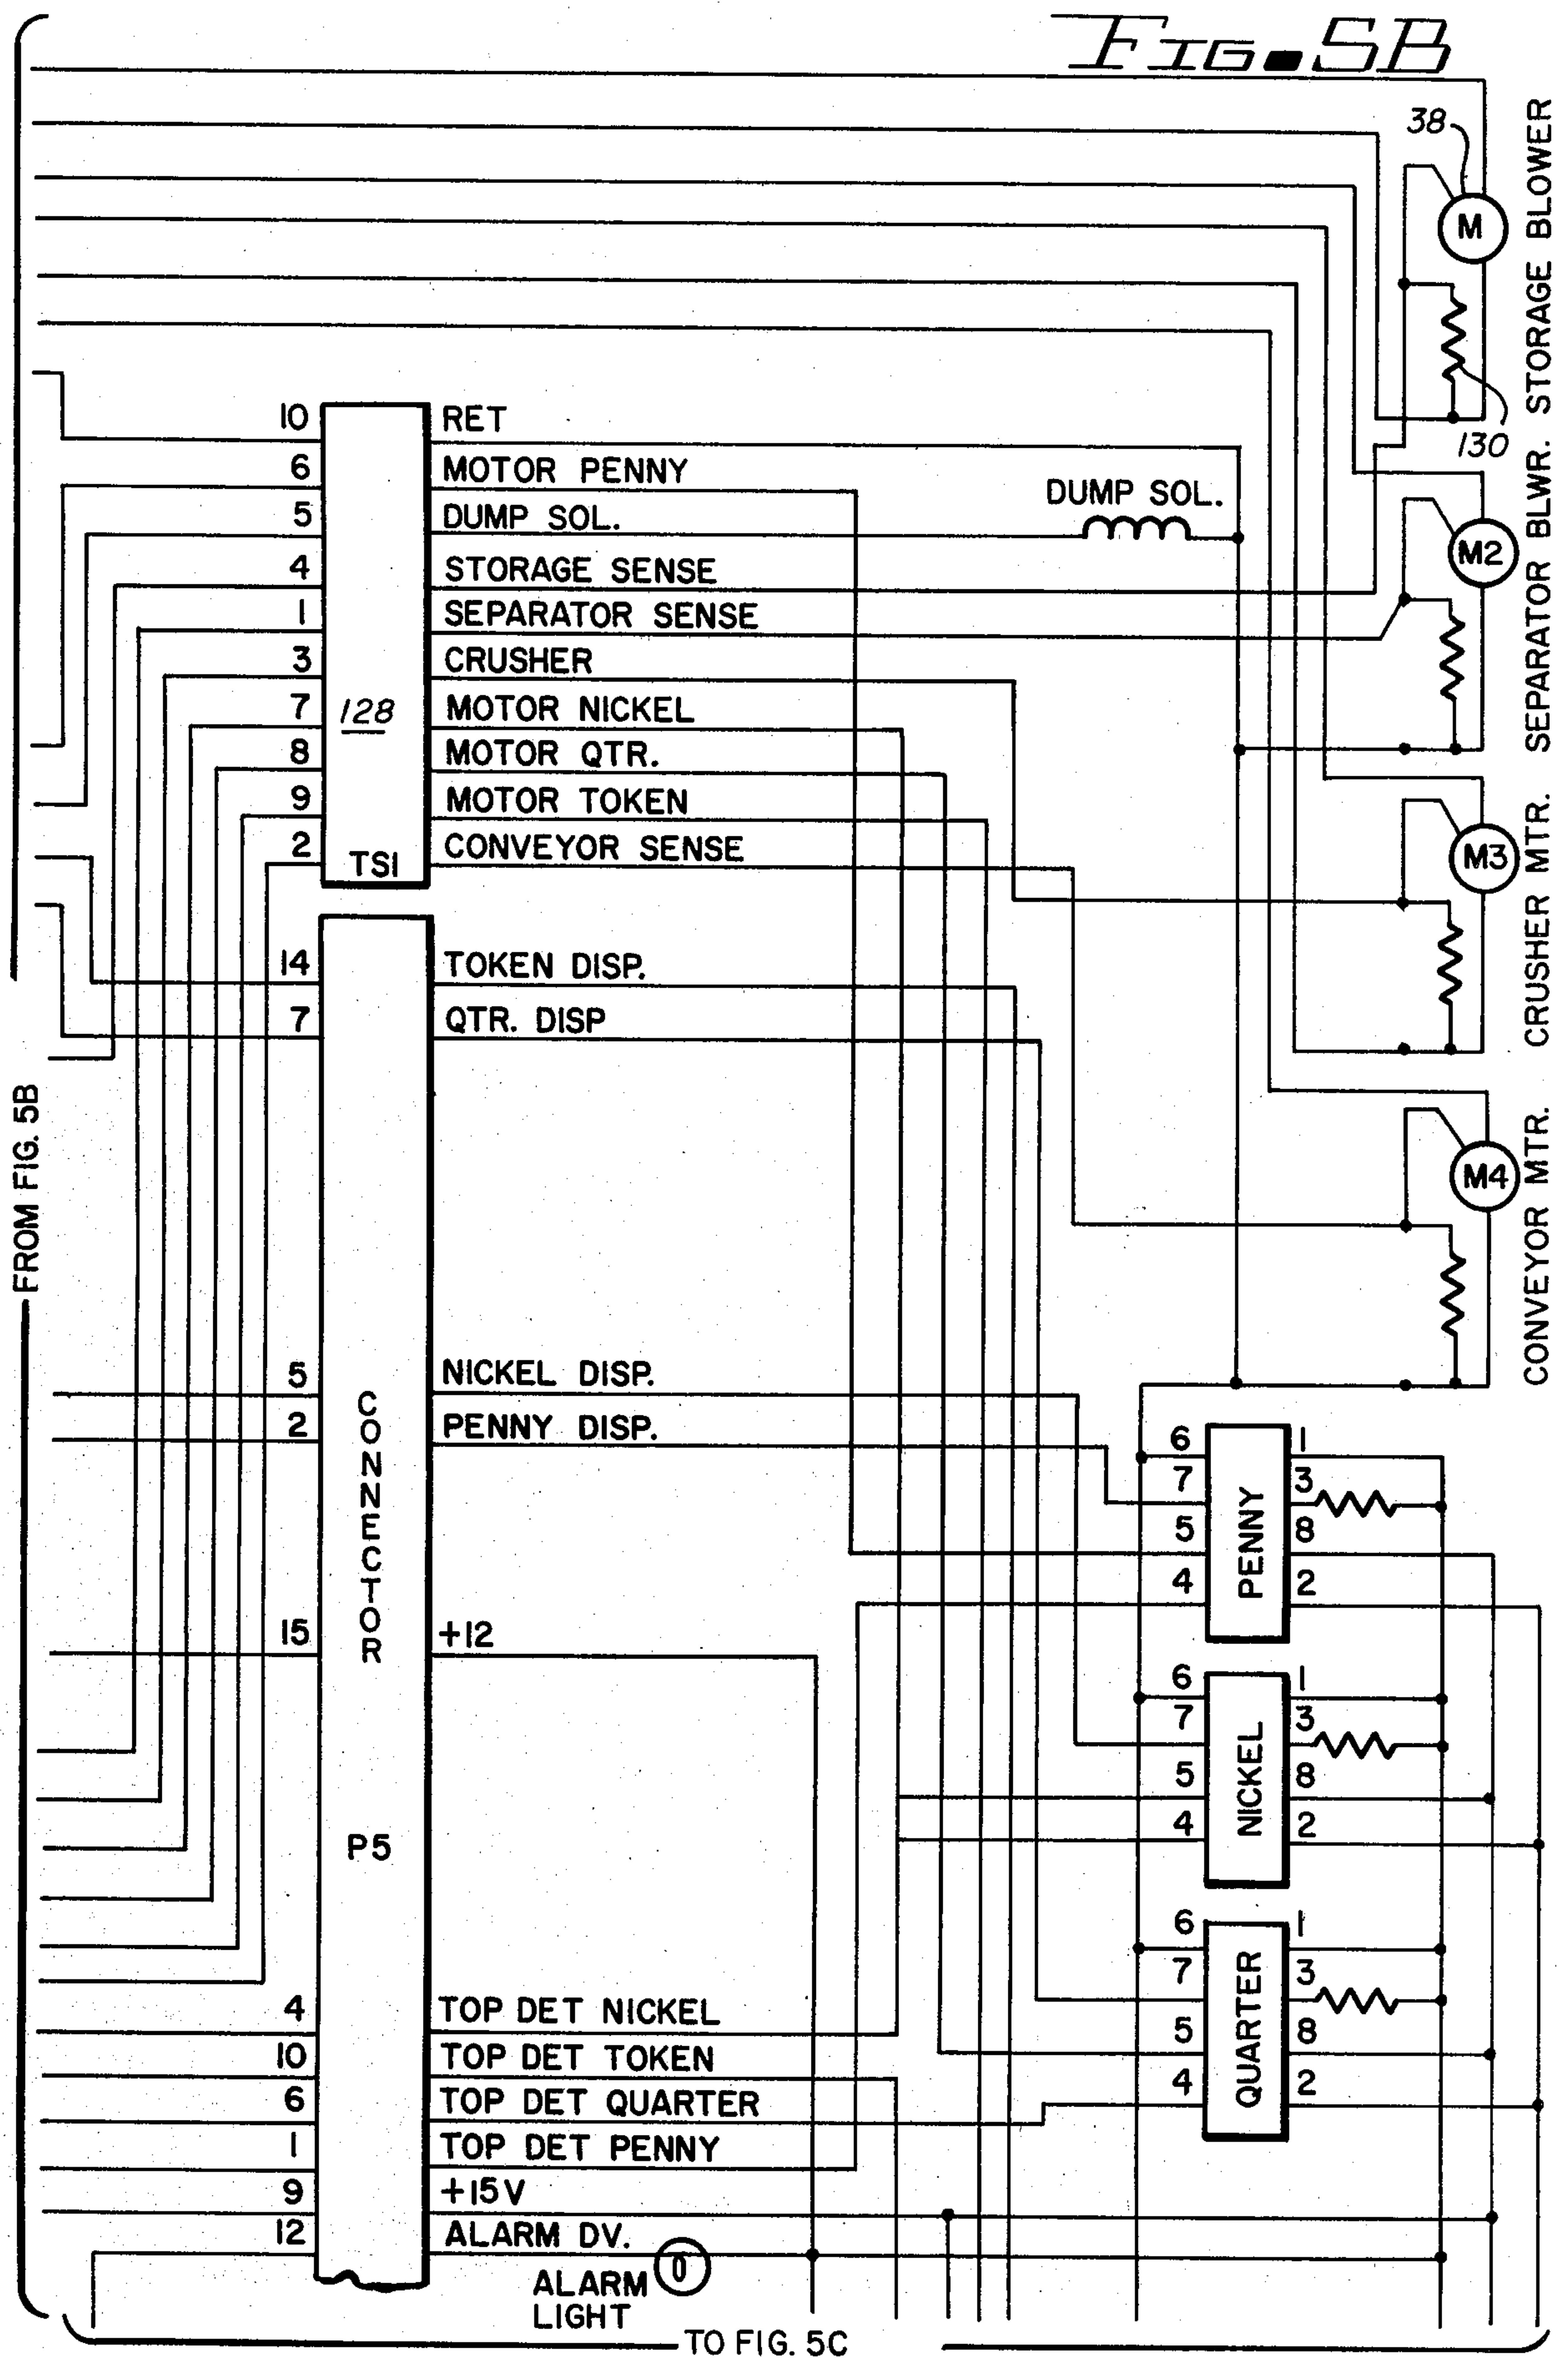 FIG. 5B
38
M
STORAGE BLOWER
130
10 RET
6 MOTOR PENNY
DUMP SOL.
5 DUMP SOL.
4 STORAGE SENSE
1 SEPARATOR SENSE
3 CRUSHER
7 128 MOTOR NICKEL
8 MOTOR QTR.
9 MOTOR TOKEN
2 TS1 CONVEYOR SENSE
M2
SEPARATOR BLWR.
M3
CRUSHER MTR.
M4
CONVEYOR MTR.
14 TOKEN DISP.
7 QTR. DISP
FROM FIG. 5B
5 NICKEL DISP.
2 PENNY DISP.
CONNECTOR
15 +12
P5
4 TOP DET NICKEL
10 TOP DET TOKEN
6 TOP DET QUARTER
1 TOP DET PENNY
9 +15V
12 ALARM DV.
ALARM
LIGHT
6 1
7 3
5 8
4 2
PENNY
6 1
7 3
5 8
4 2
NICKEL
6 1
7 3
5 8
4 2
QUARTER
TO FIG. 5C